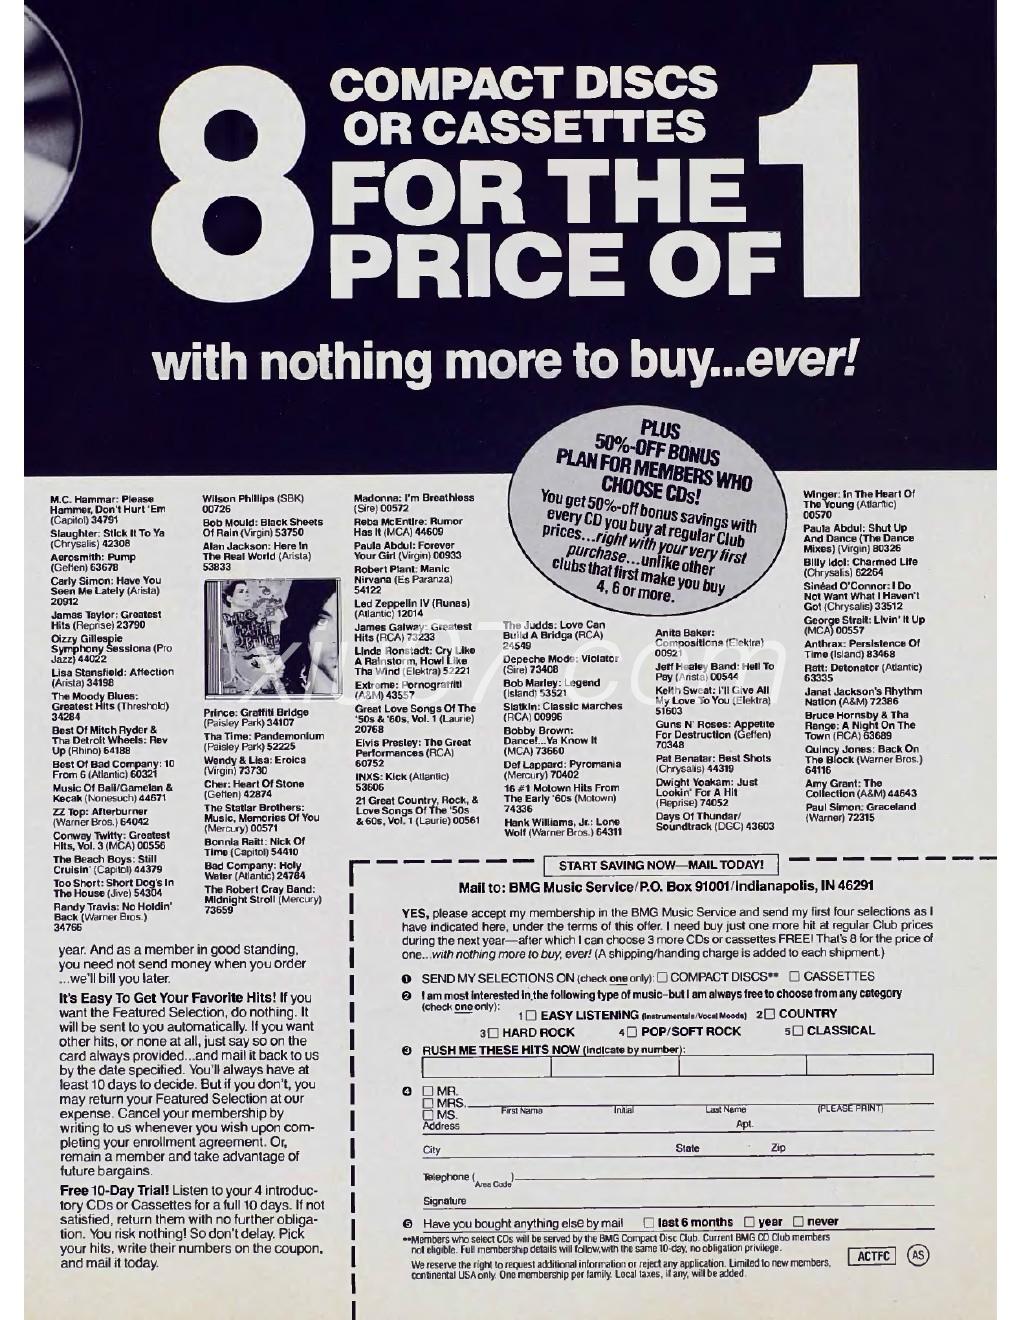 8
COMPACT DISCS
OR CASSETTES
FOR THE
PRICE OF
1
with nothing more to buy...ever!
PLUS
50%-OFF BONUS
PLAN FOR MEMBERS WHO
CHOOSE CDs!
You get 50%-off bonus savings with
every CD you buy at regular Club
prices...right with your very first
purchase...unlike other
clubs that first make you buy
4, 6 or more.
M.C. Hammar: Please
Hammer, Don't Hurt 'Em
(Capitol) 34791
Slaughter: Stick It To Ya
(Chrysalis) 42308
Aerosmith: Pump
(Geffen) 63678
Carly Simon: Have You
Seen Me Lately (Arista)
20912
James Taylor: Greatest
Hits (Reprise) 23790
Dizzy Gillespie
Symphony Sessions (Pro
Jazz) 44022
Lisa Stansfield: Affection
(Arista) 34198
The Moody Blues:
Greatest Hits (Threshold)
34284
Best Of Mitch Ryder &
The Detroit Wheels: Rev
Up (Rhino) 64188
Best Of Bad Company: 10
From 6 (Atlantic) 60321
Music Of Bali/Gamelan &
Kecak (Nonesuch) 44671
ZZ Top: Afterburner
(Warner Bros.) 64042
Conway Twitty: Greatest
Hits, Vol. 3 (MCA) 00556
The Beach Boys: Still
Cruisin' (Capitol) 44379
Too Short: Short Dog's In
The House (Jive) 54304
Randy Travis: No Holdin'
Back (Warner Bros.)
34766
Wilson Phillips (SBK)
00726
Bob Mould: Black Sheets
Of Rain (Virgin) 53750
Alan Jackson: Here In
The Real World (Arista)
53833
Prince: Graffiti Bridge
(Paisley Park) 34107
Tha Time: Pandemonium
(Paisley Park) 52225
Wendy & Lisa: Eroica
(Virgin) 73730
Cher: Heart Of Stone
(Geffen) 42874
The Statler Brothers:
Music, Memories Of You
(Mercury) 00571
Bonnie Raitt: Nick Of
Time (Capitol) 54410
Bad Company: Holy
Water (Atlantic) 24784
The Robert Cray Band:
Midnight Stroll (Mercury)
73659
Madonna: I'm Breathless
(Sire) 00572
Reba McEntire: Rumor
Has It (MCA) 44609
Paula Abdul: Forever
Your Girl (Virgin) 00933
Robert Plant: Manic
Nirvana (Es Paranza)
54122
Led Zeppelin IV (Runes)
(Atlantic) 12014
James Galway: Greatest
Hits (RCA) 73233
Linda Ronstadt: Cry Like
A Rainstorm, Howl Like
The Wind (Elektra) 52221
Extreme: Pornograffitti
(A&M) 43557
Great Love Songs Of The
'50s & '60s, Vol. 1 (Laurie)
20768
Elvis Presley: The Great
Performances (RCA)
60752
INXS: Kick (Atlantic)
53606
21 Great Country, Rock, &
Love Songs Of The '50s
& 60s, Vol. 1 (Laurie) 00561
The Judds: Love Can
Build A Bridge (RCA)
24549
Depeche Mode: Violator
(Sire) 73408
Bob Marley: Legend
(Island) 53521
Slatkin: Classic Marches
(RCA) 00996
Bobby Brown:
Dance!...Ya Know It
(MCA) 73660
Def Lappard: Pyromania
(Mercury) 70402
16 #1 Motown Hits From
The Early '60s (Motown)
74336
Hank Williams, Jr.: Lone
Wolf (Warner Bros.) 64311
Anita Baker:
Compositions (Elektra)
00921
Jeff Healey Band: Hell To
Pay (Arista) 00544
Keith Sweat: I'll Give All
My Love To You (Elektra)
51603
Guns N' Roses: Appetite
For Destruction (Geffen)
70348
Pat Benatar: Best Shots
(Chrysalis) 44319
Dwight Yoakam: Just
Lookin' For A Hit
(Reprise) 74052
Days Of Thunder/
Soundtrack (DGC) 43603
Winger: In The Heart Of
The Young (Atlantic)
00570
Paula Abdul: Shut Up
And Dance (The Dance
Mixes) (Virgin) 80326
Billy Idol: Charmed Life
(Chrysalis) 62264
Sinéad O'Connor: I Do
Not Want What I Haven't
Got (Chrysalis) 33512
George Strait: Livin' It Up
(MCA) 00557
Anthrax: Persistence Of
Time (Island) 83468
Ratt: Detonator (Atlantic)
63335
Janat Jackson's Rhythm
Nation (A&M) 72386
Bruce Hornsby & Tha
Range: A Night On The
Town (RCA) 63689
Quincy Jones: Back On
The Block (Warner Bros.)
64116
Amy Grant: The
Collection (A&M) 44643
Paul Simon: Graceland
(Warner) 72315
xiu97.com
year. And as a member in good standing,
you need not send money when you order
...we'll bill you later.
It's Easy To Get Your Favorite Hits! If you
want the Featured Selection, do nothing. It
will be sent to you automatically. If you want
other hits, or none at all, just say so on the
card always provided...and mail it back to us
by the date specified. You'll always have at
least 10 days to decide. But if you don't, you
may return your Featured Selection at our
expense. Cancel your membership by
writing to us whenever you wish upon com-
pleting your enrollment agreement. Or,
remain a member and take advantage of
future bargains.
Free 10-Day Trial! Listen to your 4 introduc-
tory CDs or Cassettes for a full 10 days. If not
satisfied, return them with no further obliga-
tion. You risk nothing! So don't delay. Pick
your hits, write their numbers on the coupon,
and mail it today.
START SAVING NOW—MAIL TODAY!
Mail to: BMG Music Service/P.O. Box 91001/Indianapolis, IN 46291
YES, please accept my membership in the BMG Music Service and send my first four selections as I
have indicated here, under the terms of this offer. I need buy just one more hit at regular Club prices
during the next year—after which I can choose 3 more CDs or cassettes FREE! That's 8 for the price of
one...with nothing more to buy, ever! (A shipping/handling charge is added to each shipment.)
1 SEND MY SELECTIONS ON (check one only): □ COMPACT DISCS** □ CASSETTES
2 I am most interested in the following type of music–but I am always free to choose from any category
(check one only):
1 □ EASY LISTENING (Instrumentals/Vocal Moods) 2 □ COUNTRY
3 □ HARD ROCK 4 □ POP/SOFT ROCK 5 □ CLASSICAL
3 RUSH ME THESE HITS NOW (indicate by number):
4 □ MR.
□ MRS.
□ MS.
First Name Initial Last Name (PLEASE PRINT)
Address Apt.
City State Zip
Telephone ( )
Area Code
Signature
5 Have you bought anything else by mail □ last 6 months □ year □ never
**Members who select CDs will be served by the BMG Compact Disc Club. Current BMG CD Club members
not eligible. Full membership details will follow, with the same 10-day, no obligation privilege.
We reserve the right to request additional information or reject any application. Limited to new members,
continental USA only. One membership per family. Local taxes, if any, will be added.
ACTFC
AS